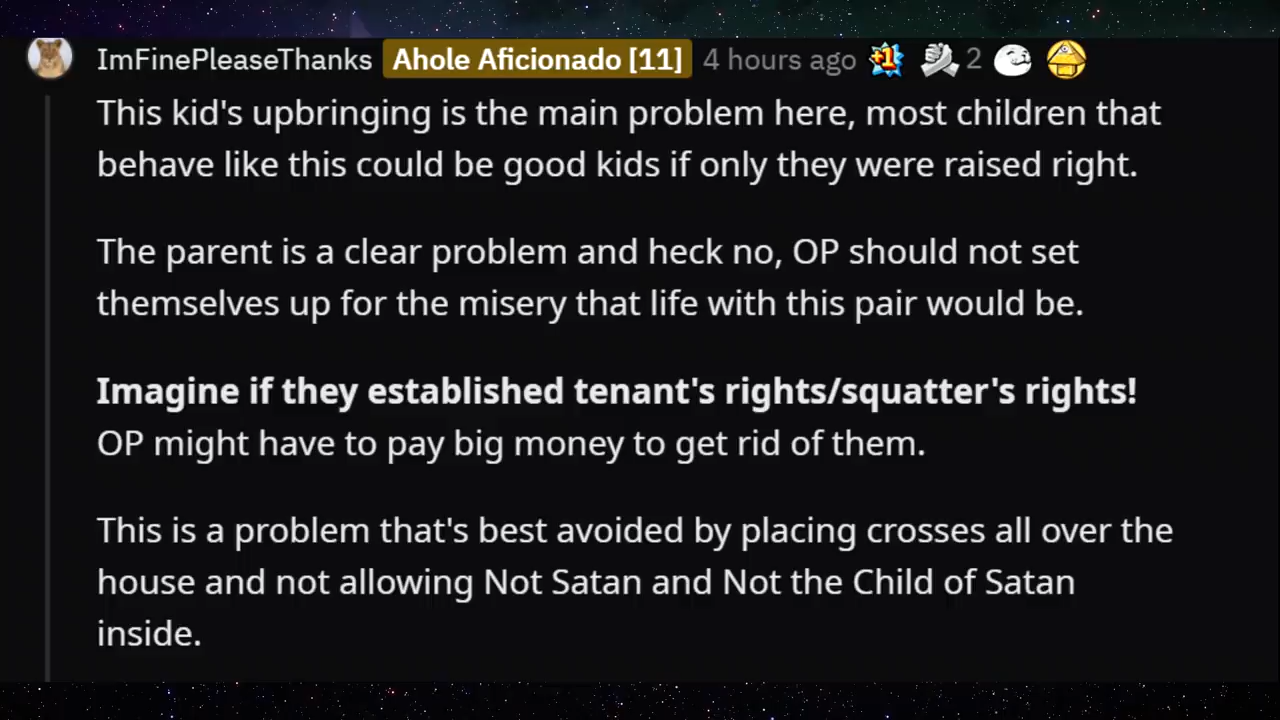 ImFinePleaseThanks Ahole Aficionado [11] 4 hours ago +1 2
This kid's upbringing is the main problem here, most children that
behave like this could be good kids if only they were raised right.
The parent is a clear problem and heck no, OP should not set
themselves up for the misery that life with this pair would be.
Imagine if they established tenant's rights/squatter's rights!
OP might have to pay big money to get rid of them.
This is a problem that's best avoided by placing crosses all over the
house and not allowing Not Satan and Not the Child of Satan
inside.